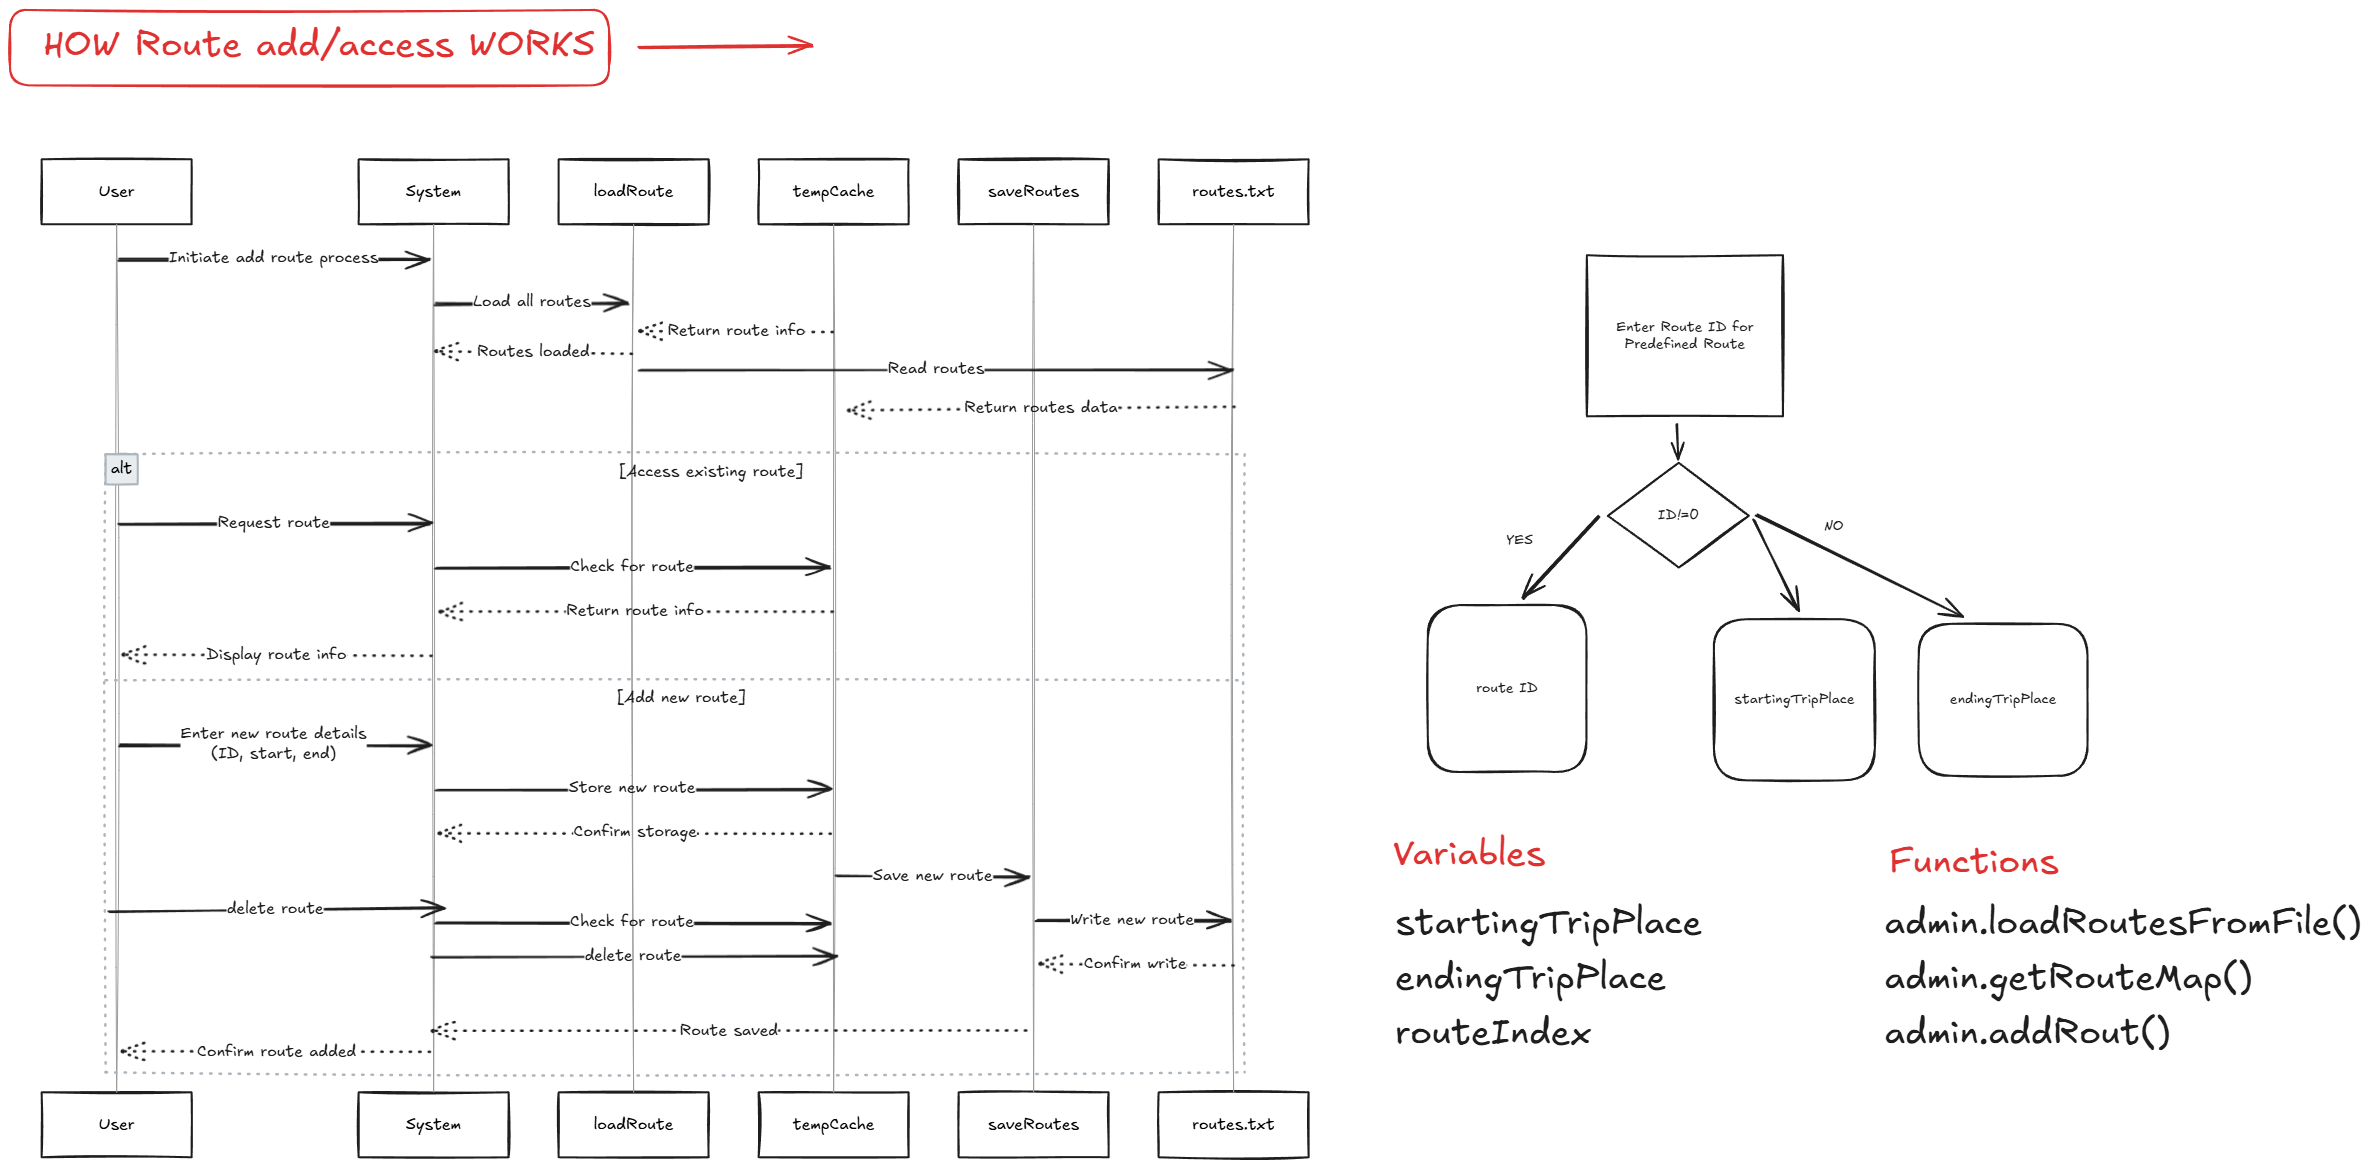 HOW Route add/access WORKS
User
System
loadRoute
tempCache
saveRoutes
routes.txt
Initiate add route process
Load all routes
Return route info
Routes loaded
Read routes
Return routes data
alt
[Access existing route]
Request route
Check for route
Return route info
Display route info
[Add new route]
Enter new route details
(ID, start, end)
Store new route
Confirm storage
Save new route
delete route
Check for route
Write new route
delete route
Confirm write
Route saved
Confirm route added
User
System
loadRoute
tempCache
saveRoutes
routes.txt
Enter Route ID for
Predefined Route
ID!=0
YES
NO
route ID
startingTripPlace
endingTripPlace
Variables
startingTripPlace
endingTripPlace
routeIndex
Functions
admin.loadRoutesFromFile()
admin.getRouteMap()
admin.addRout()